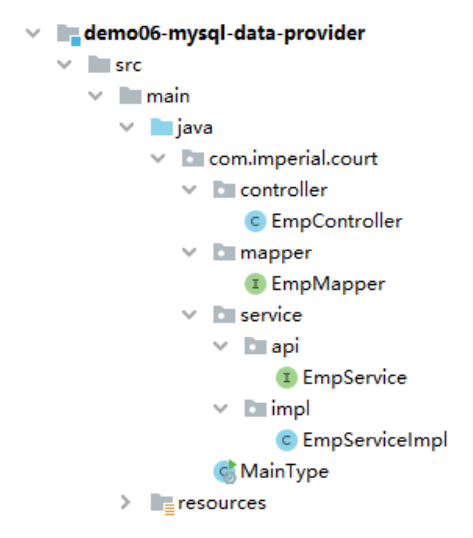 demo06-mysql-data-provider
src
main
java
com.imperial.court
controller
C EmpController
mapper
I EmpMapper
service
api
I EmpService
impl
C EmpServiceImpl
C MainType
resources